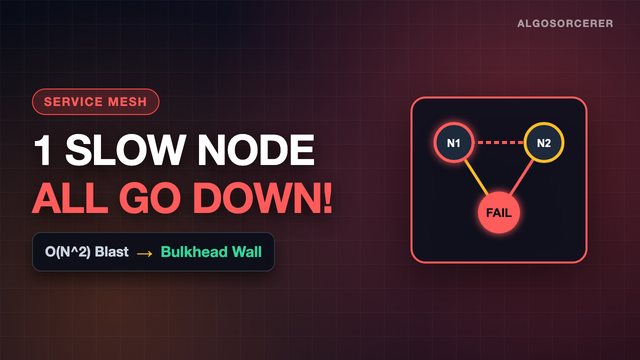 ALGOSORCERER
SERVICE MESH
1 SLOW NODE
ALL GO DOWN!
O(N^2) Blast → Bulkhead Wall
N1
N2
FAIL